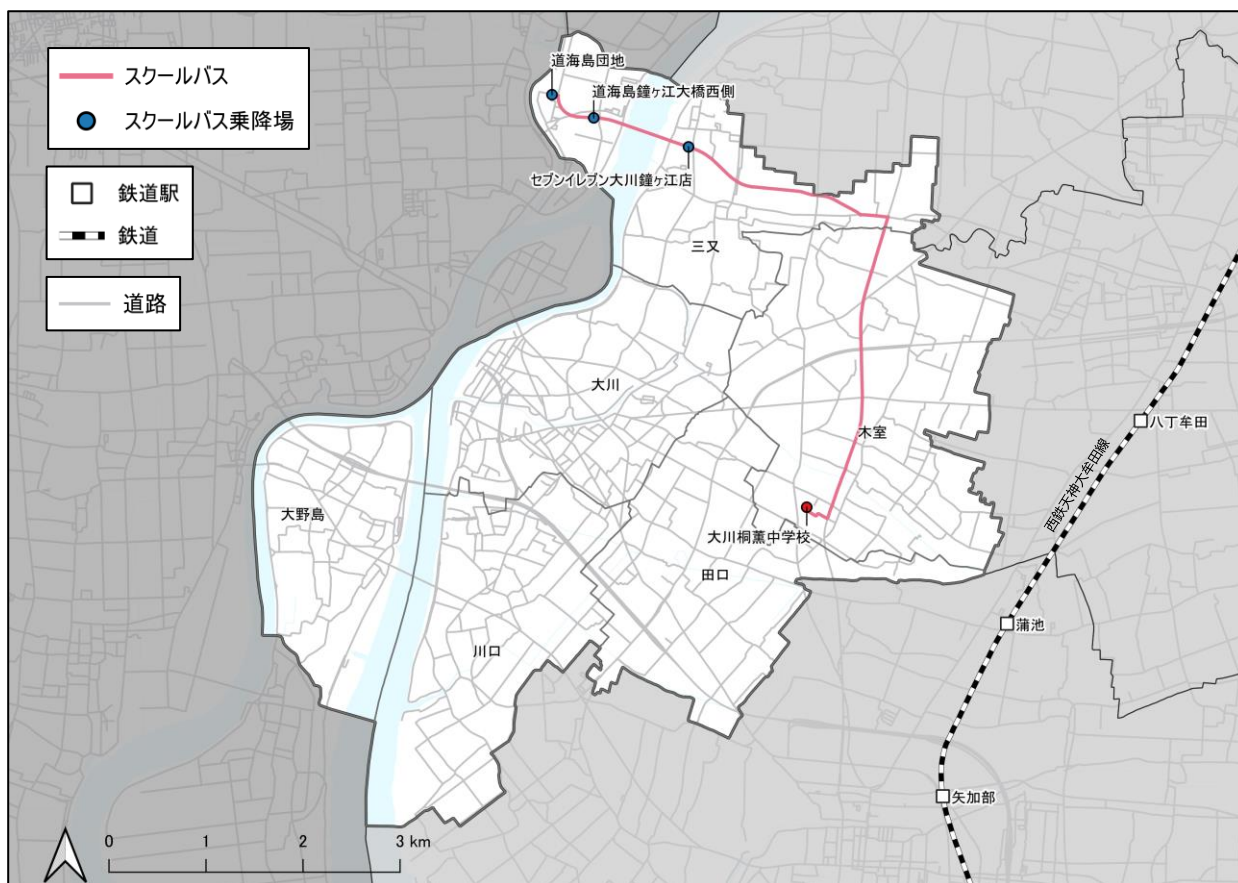 スクールバス
スクールバス乗降場
鉄道駅
鉄道
道路
道海島団地
道海島鐘ヶ江大橋西側
セブンイレブン大川鐘ヶ江店
三又
大川
木室
八丁牟田
西鉄天神大牟田線
大野島
大川桐薫中学校
田口
蒲池
川口
矢加部
0 1 2 3 km